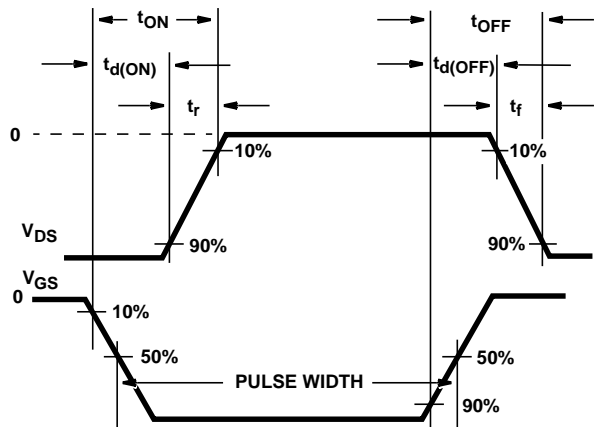 tON
tOFF
td(ON)
td(OFF)
tr
tf
0
10%
10%
VDS
90%
90%
VGS
0
10%
50%
50%
PULSE WIDTH
90%